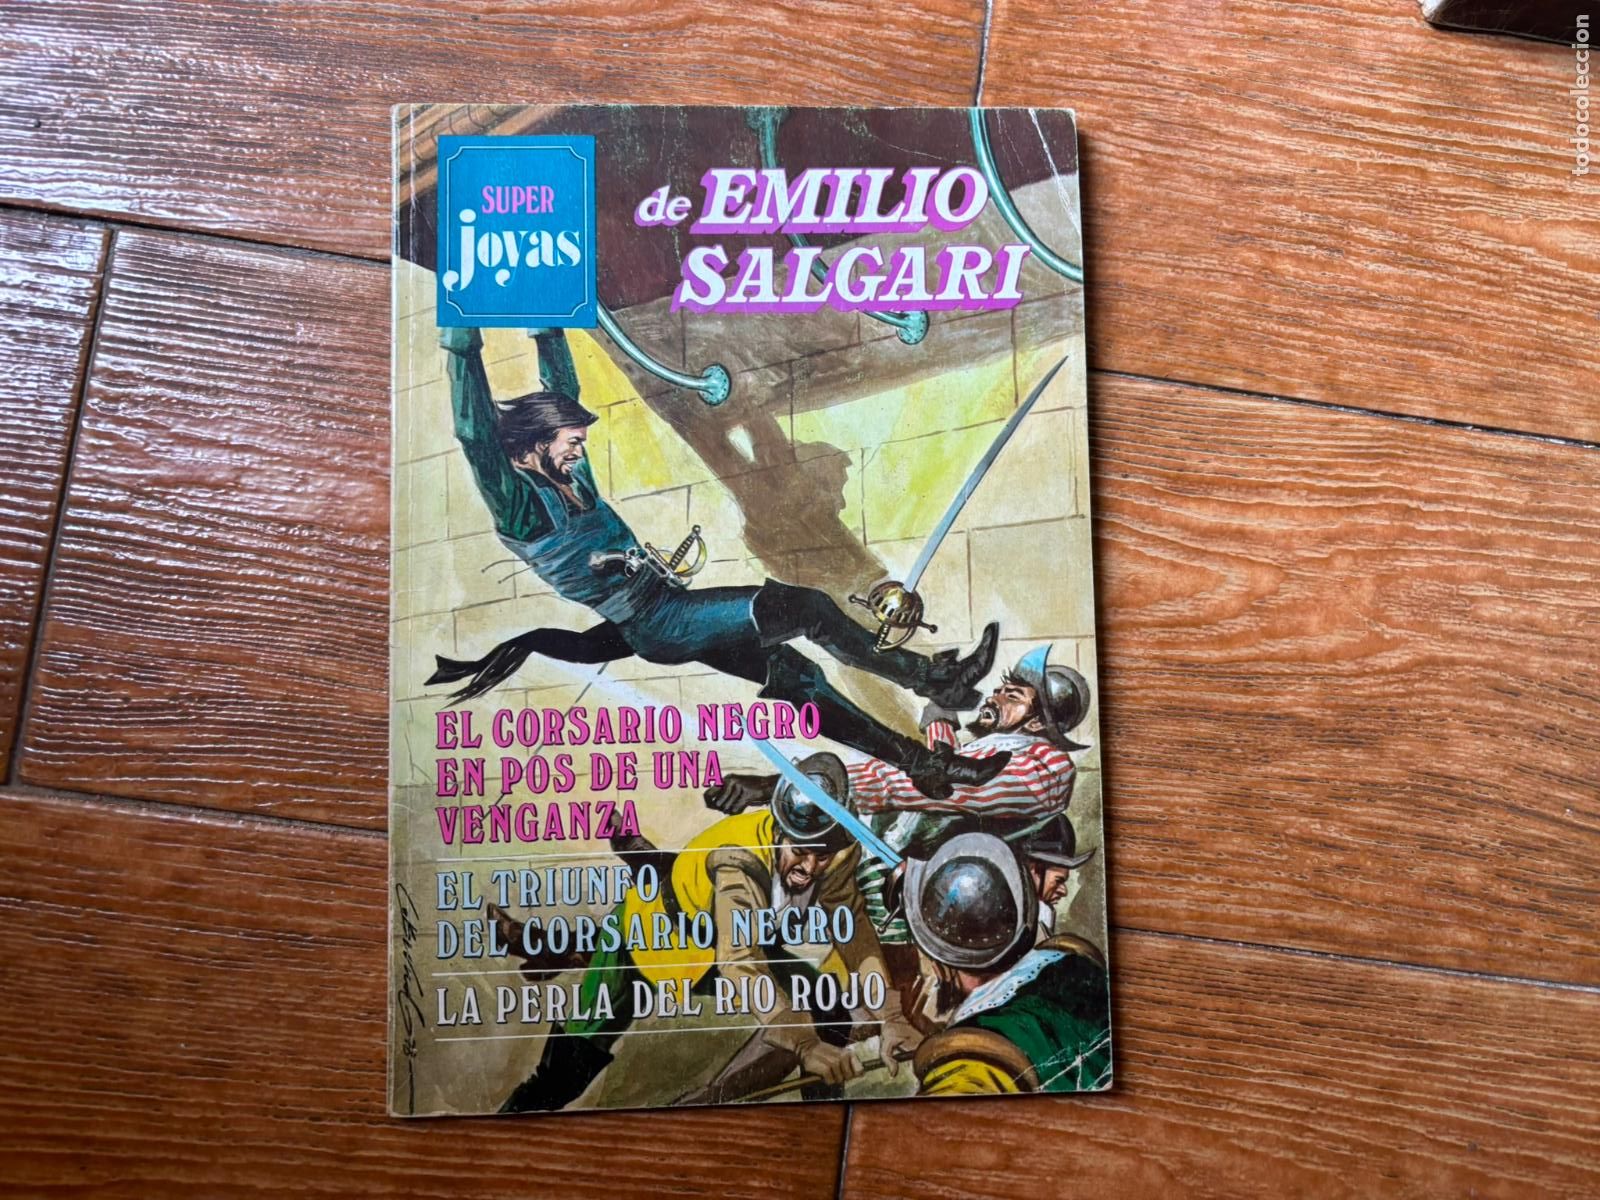 SUPER
joyas
de EMILIO
SALGARI
EL CORSARIO NEGRO
EN POS DE UNA
VENGANZA
EL TRIUNFO
DEL CORSARIO NEGRO
LA PERLA DEL RIO ROJO
todocoleccion